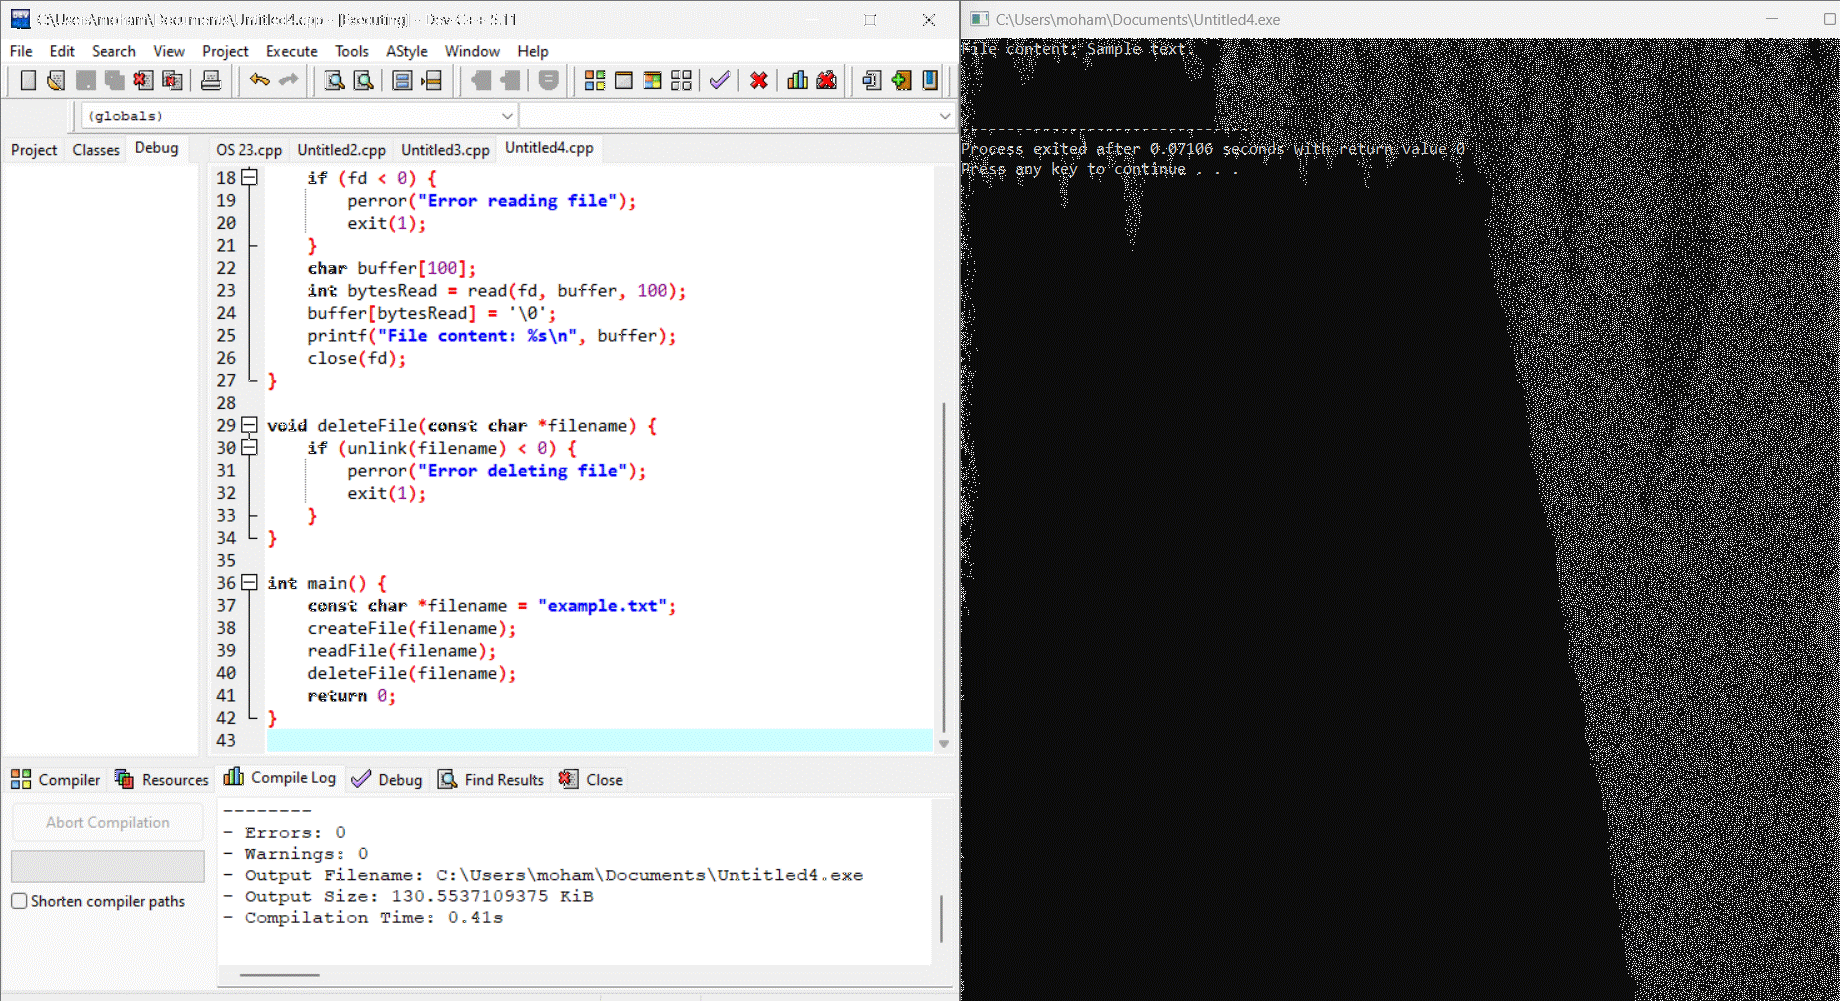 C:\Users\moham\Documents\Untitled4.cpp - [Executing] - Dev-C++ 5.11
File Edit Search View Project Execute Tools AStyle Window Help
(globals)
Project Classes Debug
OS 23.cpp Untitled2.cpp Untitled3.cpp Untitled4.cpp
18 if (fd < 0) {
19 perror("Error reading file");
20 exit(1);
21 }
22 char buffer[100];
23 int bytesRead = read(fd, buffer, 100);
24 buffer[bytesRead] = '\0';
25 printf("File content: %s\n", buffer);
26 close(fd);
27 }
28
29 void deleteFile(const char *filename) {
30 if (unlink(filename) < 0) {
31 perror("Error deleting file");
32 exit(1);
33 }
34 }
35
36 int main() {
37 const char *filename = "example.txt";
38 createFile(filename);
39 readFile(filename);
40 deleteFile(filename);
41 return 0;
42 }
43
Compiler Resources Compile Log Debug Find Results Close
Abort Compilation
Shorten compiler paths
--------
- Errors: 0
- Warnings: 0
- Output Filename: C:\Users\moham\Documents\Untitled4.exe
- Output Size: 130.5537109375 KiB
- Compilation Time: 0.41s
C:\Users\moham\Documents\Untitled4.exe
File content: Sample text.
--------------------------------
Process exited after 0.07106 seconds with return value 0
Press any key to continue . . .